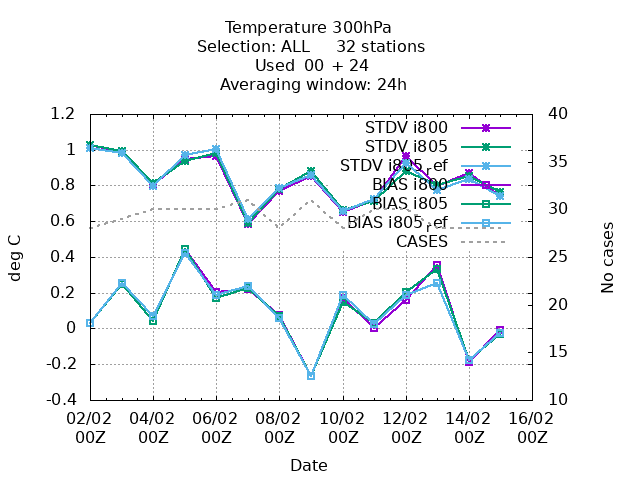 Temperature 300hPa
Selection: ALL 32 stations
Used 00 + 24
Averaging window: 24h
1.2
1
0.8
0.6
0.4
0.2
0
-0.2
-0.4
deg C
40
35
30
25
20
15
10
No cases
STDV i800
STDV i805
STDV i805_ref
BIAS i800
BIAS i805
BIAS i805_ref
CASES
02/02 04/02 06/02 08/02 10/02 12/02 14/02 16/02
00Z 00Z 00Z 00Z 00Z 00Z 00Z 00Z
Date